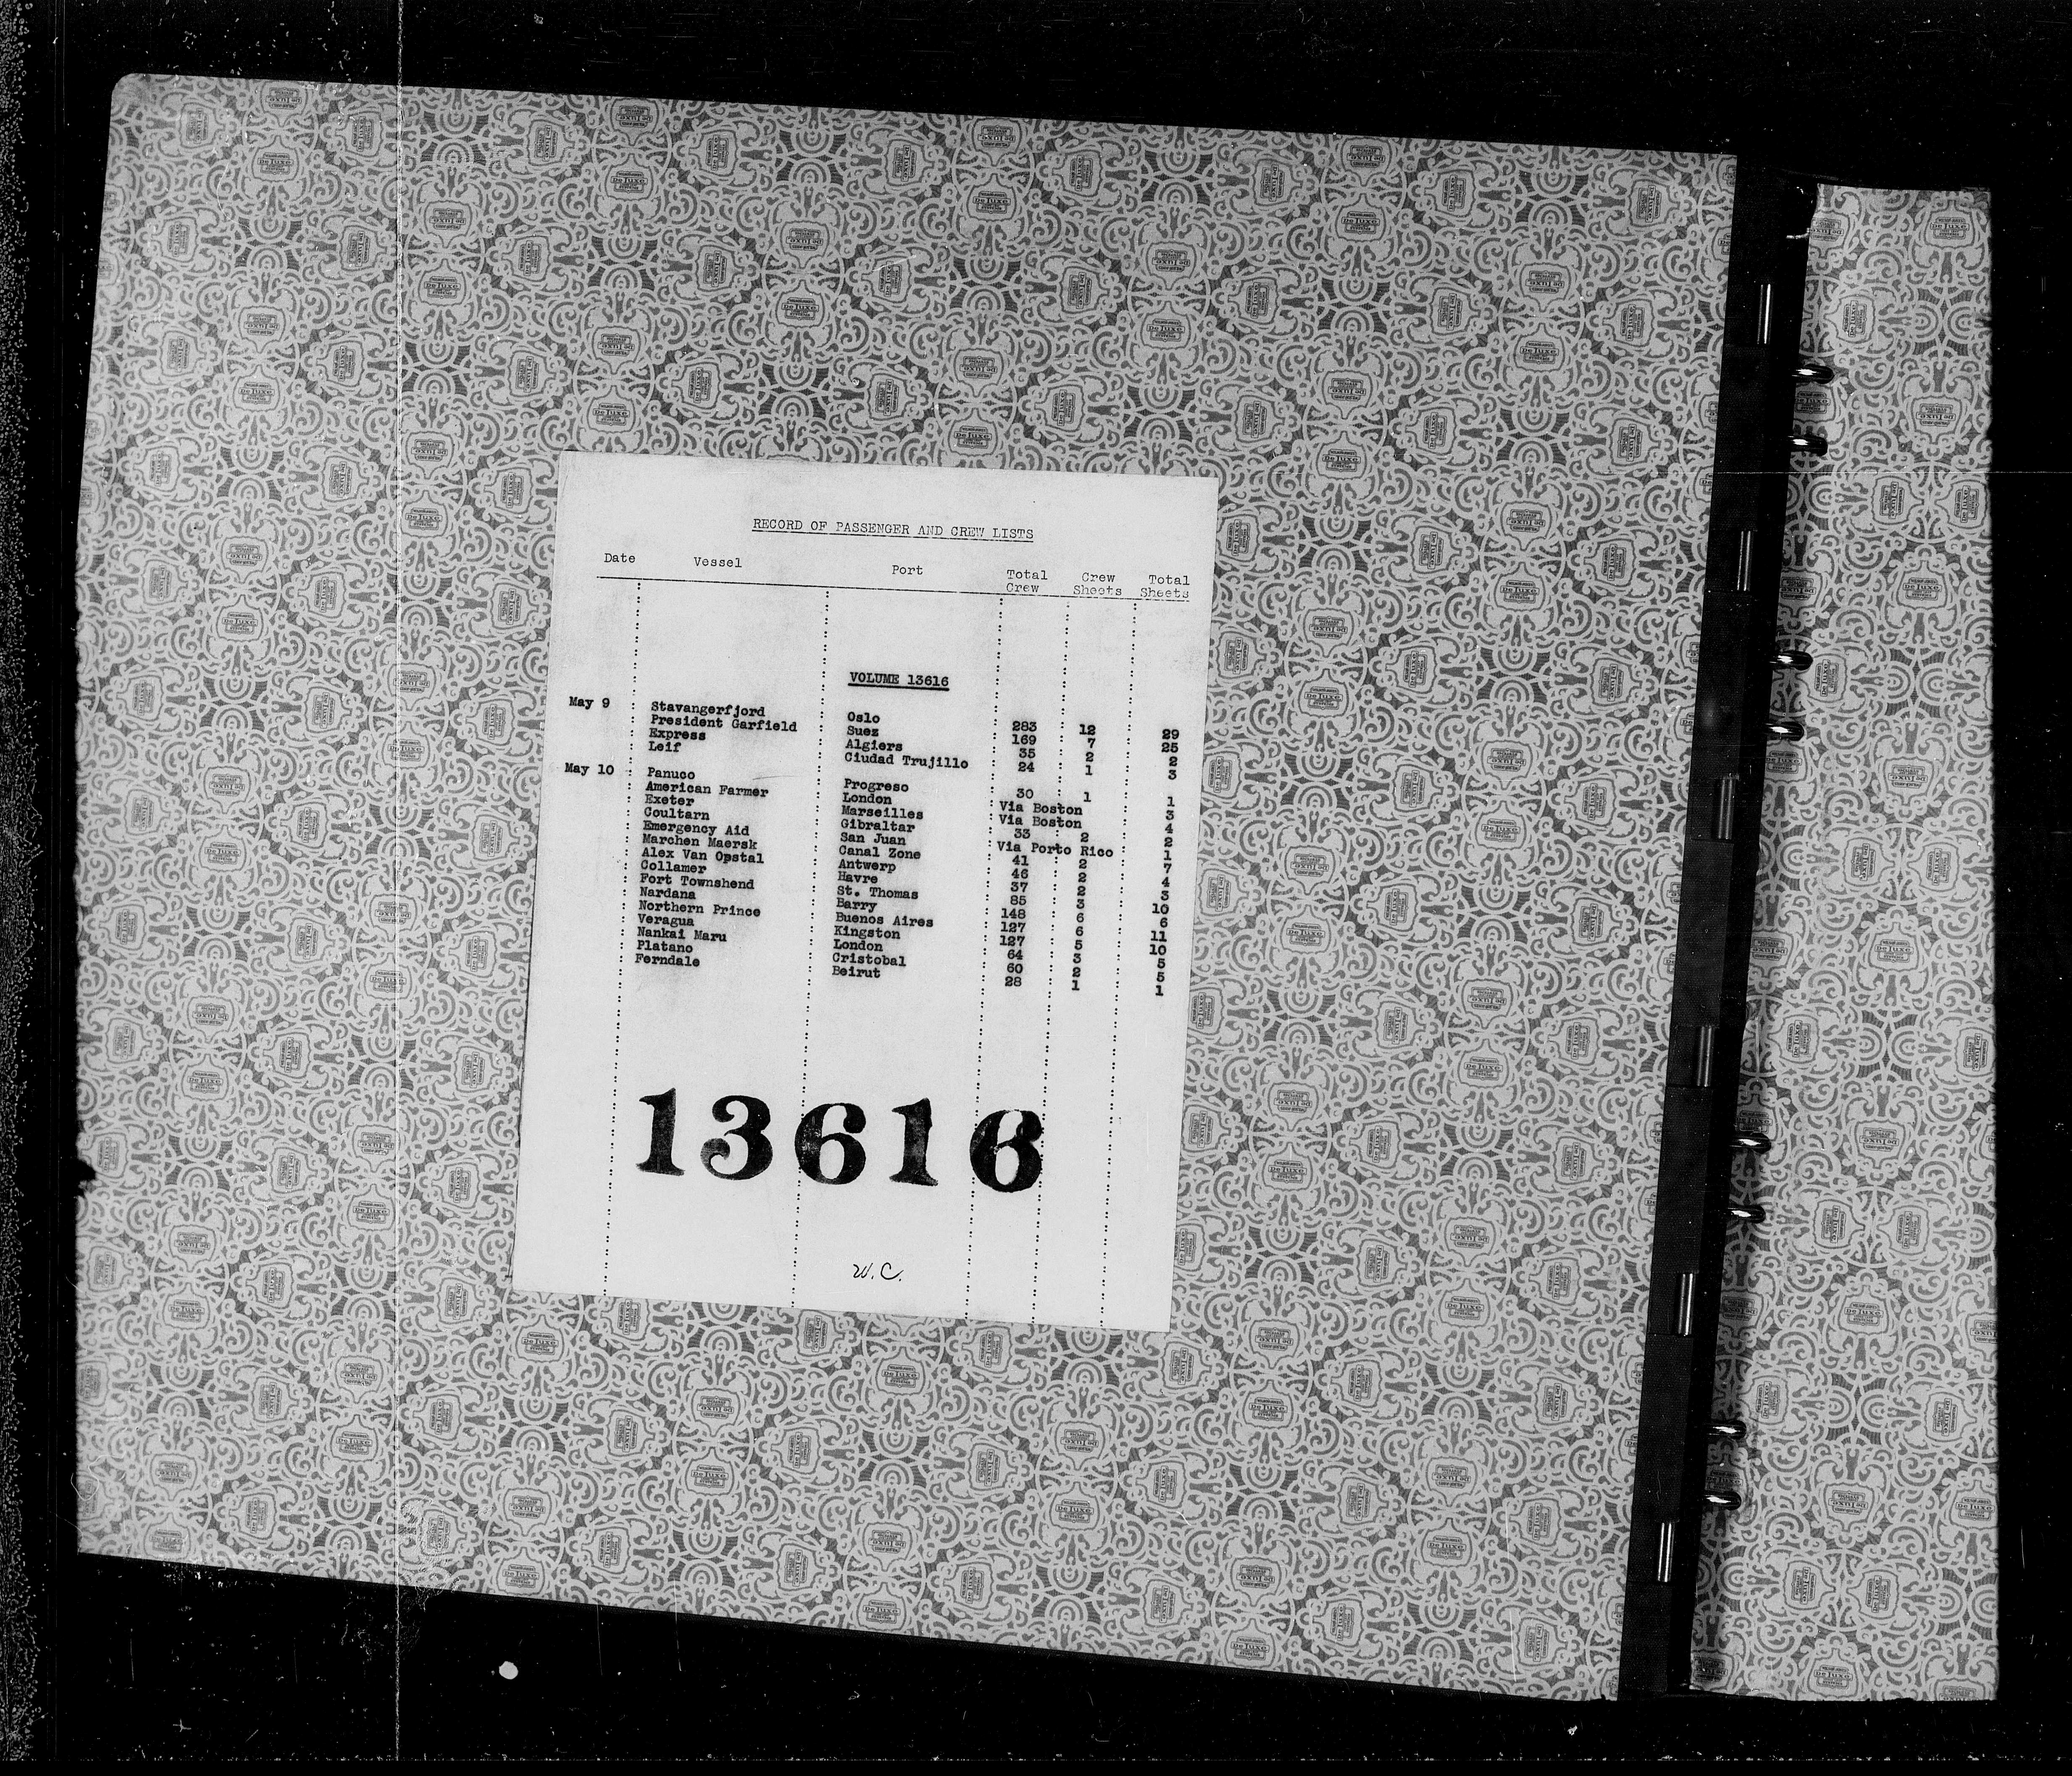 RECORD OF PASSENGER AND CREW LISTS
Date Vessel Port Total Crew Crew Sheets Total Sheets
VOLUME 13616
May 9 Stavangerfjord Oslo 283 12 29
President Garfield Suez 169 7 25
Express Algiers 35 2 2
Leif Ciudad Trujillo 24 1 3
May 10 Panuco Progreso 30 1 1
American Farmer London Via Boston 3
Exeter Marseilles Via Boston 4
Coultarn Gibraltar 33 2 2
Emergency Aid San Juan Via Porto Rico 1
Marchen Maersk Canal Zone 41 2 7
Alex Van Opstal Antwerp 46 2 4
Collamer Havre 37 2 3
Fort Townshend St. Thomas 85 3 10
Nardana Barry 148 6 6
Northern Prince Buenos Aires 127 6 11
Veragua Kingston 127 5 10
Nankai Maru London 64 3 5
Platano Cristobal 60 2 5
Ferndale Beirut 28 1 1
13616
W.C.
De Luxe